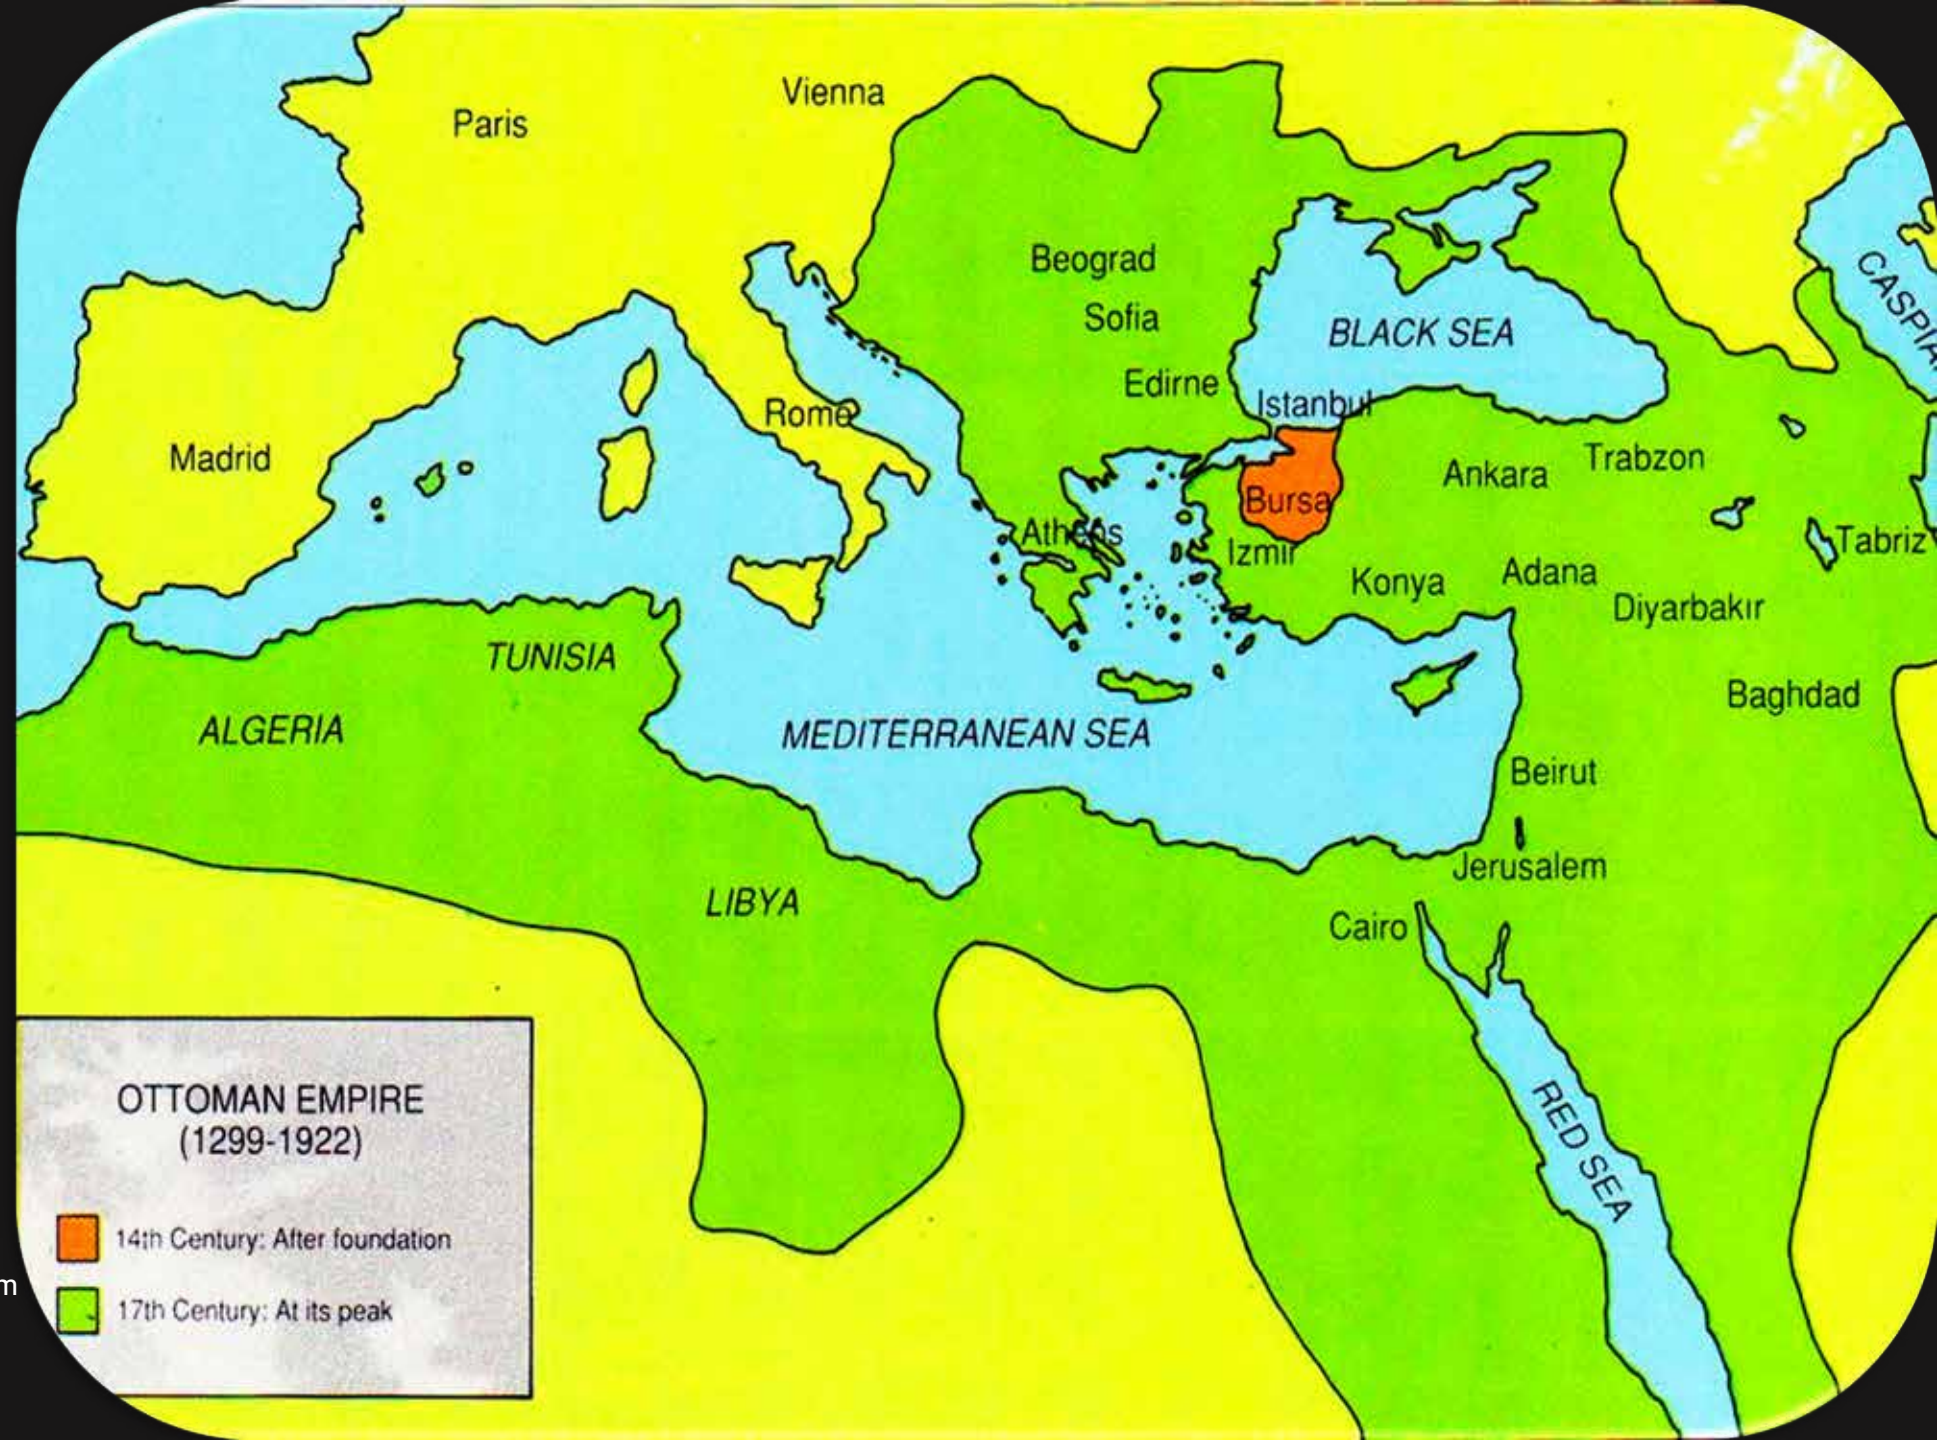 Vienna
Paris
Beograd
Sofia
BLACK SEA
CASPIA
Edirne
Istanbul
Rome
Madrid
Ankara
Trabzon
Bursa
Athens
Izmir
Tabriz
Konya
Adana
Diyarbakır
TUNISIA
Baghdad
ALGERIA
MEDITERRANEAN SEA
Beirut
Jerusalem
LIBYA
Cairo
RED SEA
OTTOMAN EMPIRE
(1299-1922)
14th Century: After foundation
17th Century: At its peak
m